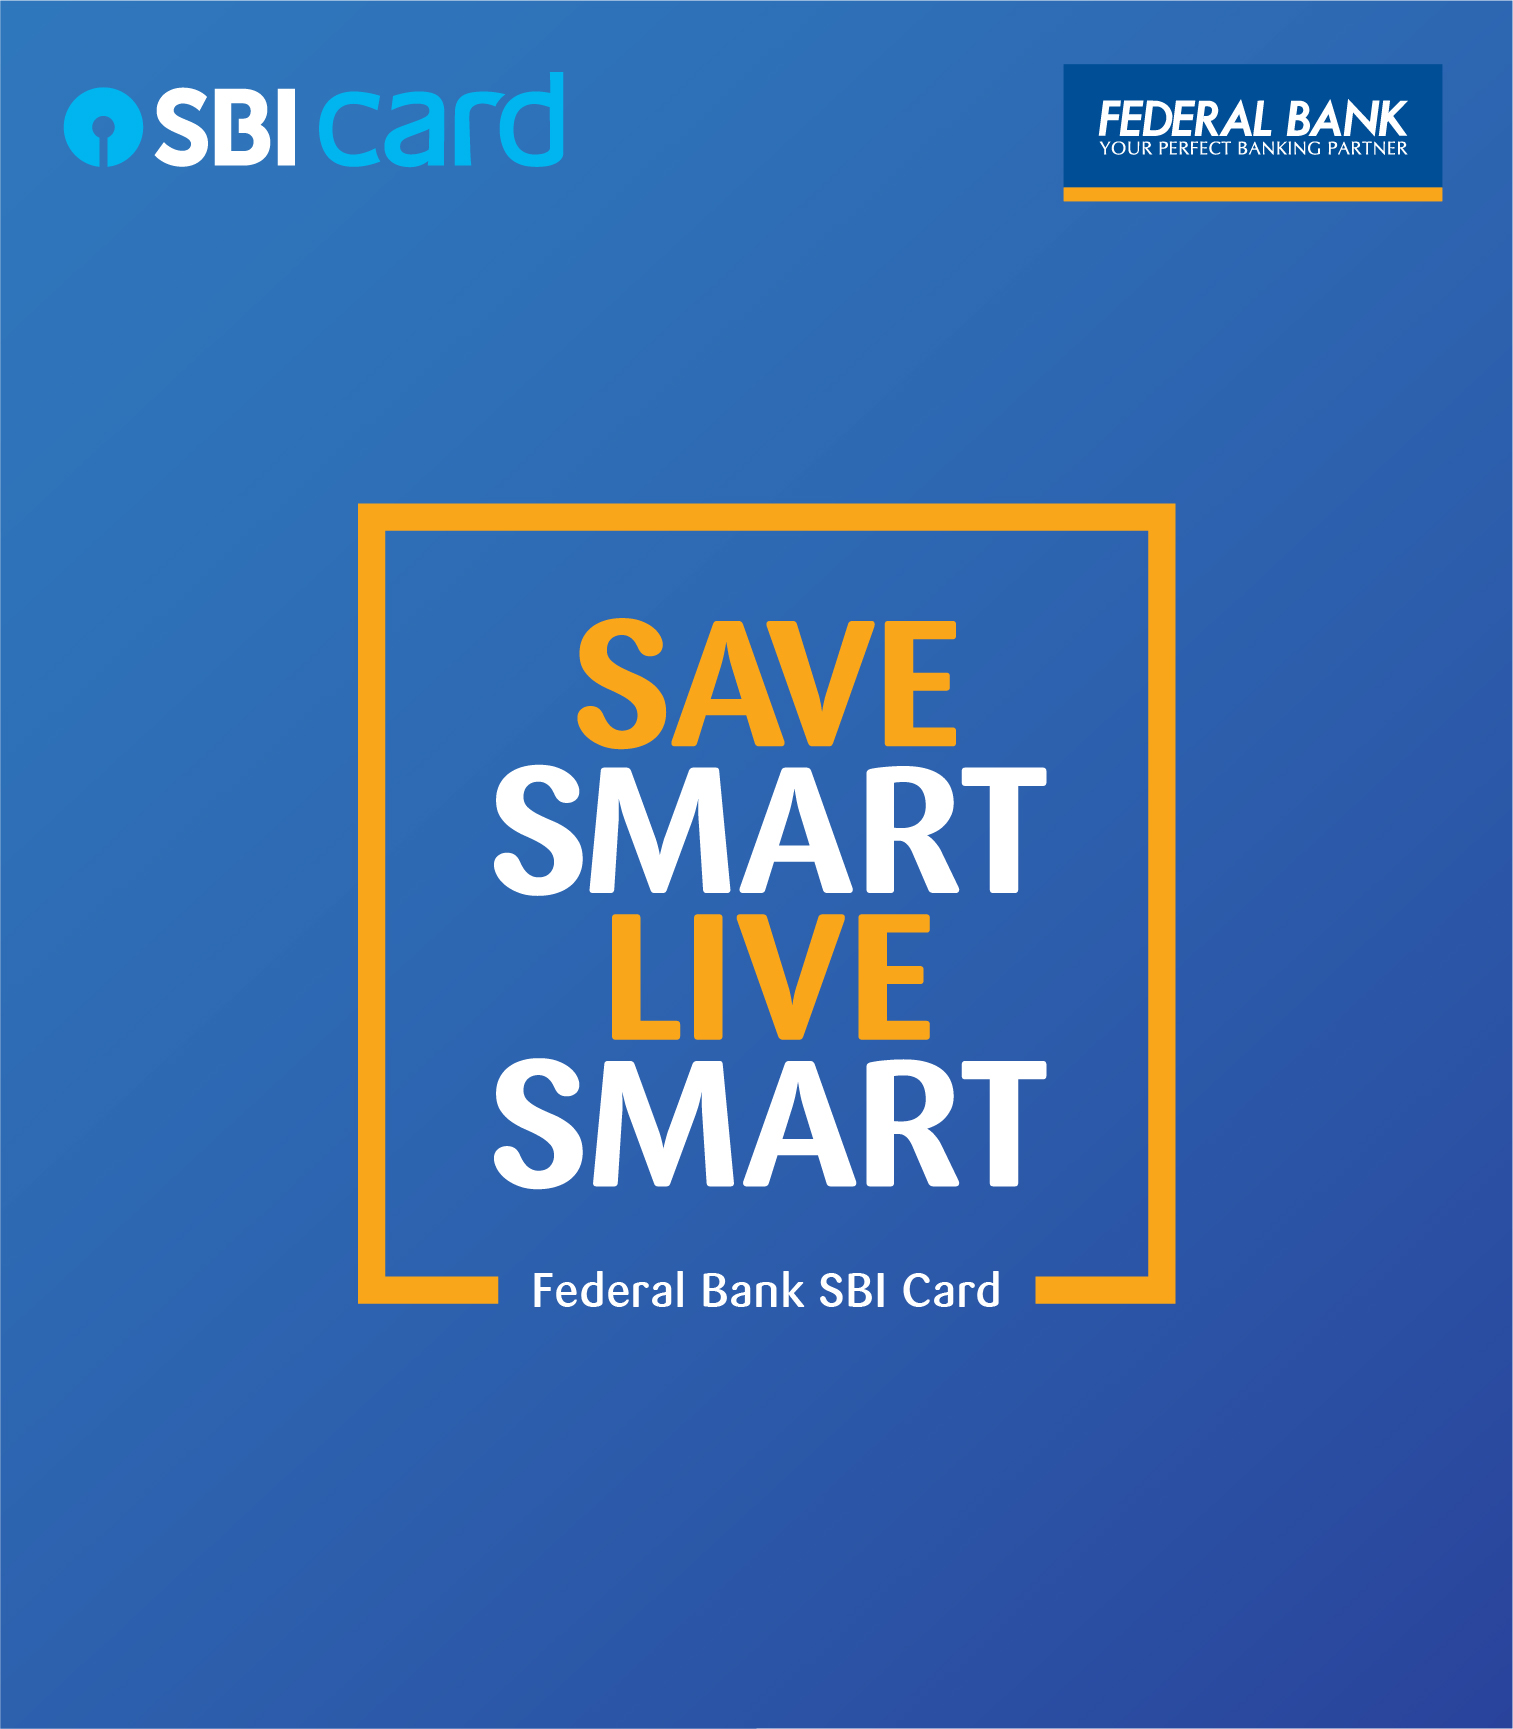 SBI card
FEDERAL BANK
YOUR PERFECT BANKING PARTNER
SAVE
SMART
LIVE
SMART
Federal Bank SBI Card